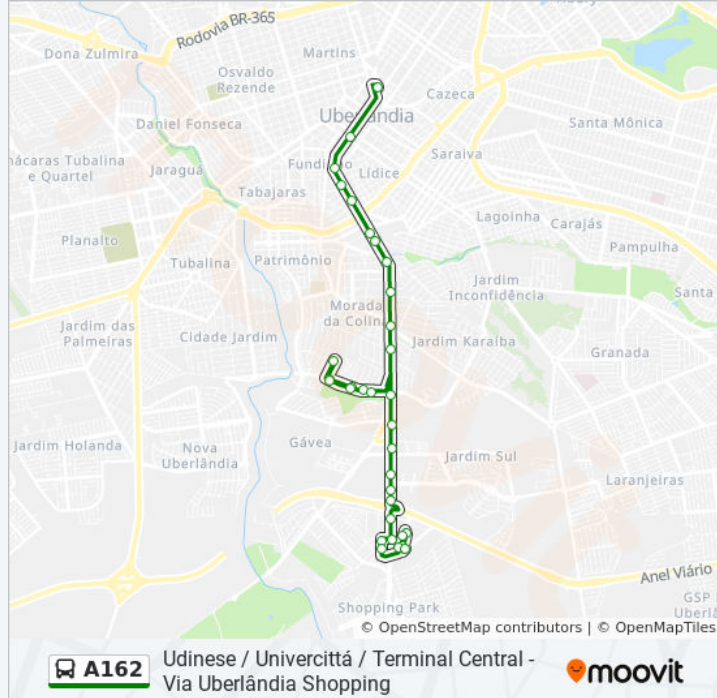 Rodovia BR-365
Martins
Dona Zulmira
Osvaldo
Rezende
Cazeca
Uberlândia
Santa Mônica
Daniel Fonseca
hácaras Tubalina
e Quartel
Jaraguá
Fundinho
Lídice
Saraiva
Tabajaras
Lagoinha
Carajás
Planalto
Pampulha
Tubalina
Patrimônio
Jardim
Inconfidência
Santa
Morada
da Colina
Jardim das
Palmeiras
Cidade Jardim
Jardim Karaíba
Granada
Jardim Holanda
Nova
Uberlândia
Gávea
Jardim Sul
Laranjeiras
Anel Viário
GSP
Uberlâ
Shopping Park
© OpenStreetMap contributors | © OpenMapTiles
A162
Udinese / Univercittá / Terminal Central -
Via Uberlândia Shopping
moovit